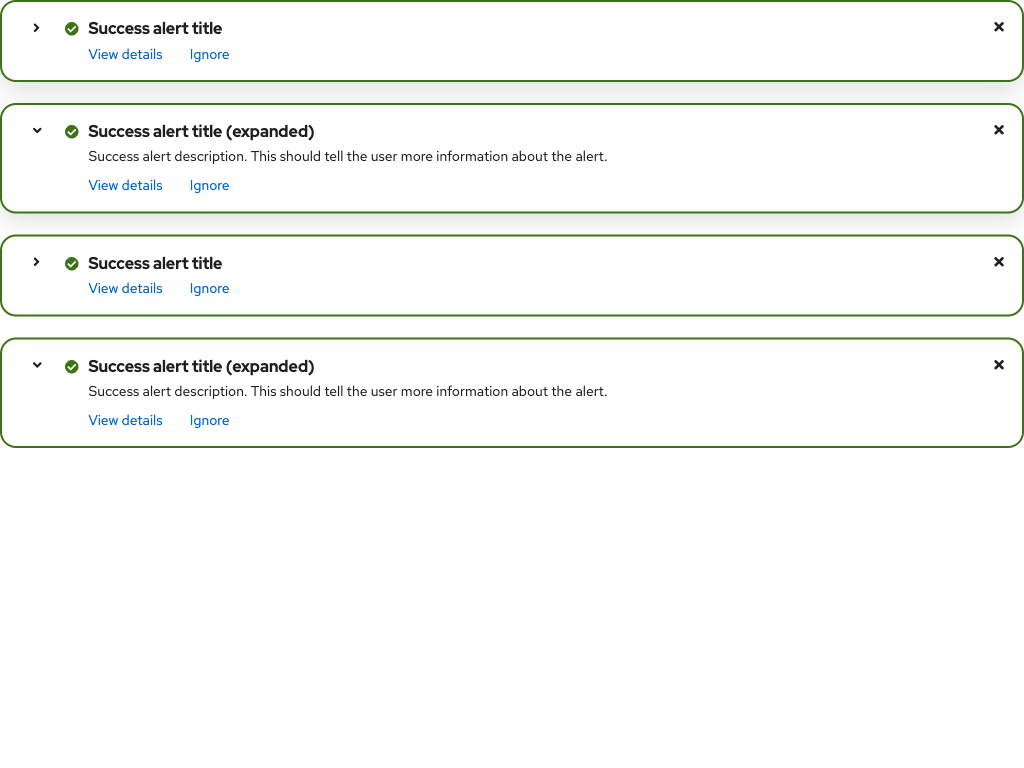 Success alert title
View details Ignore
Success alert title (expanded)
Success alert description. This should tell the user more information about the alert.
View details Ignore
Success alert title
View details Ignore
Success alert title (expanded)
Success alert description. This should tell the user more information about the alert.
View details Ignore